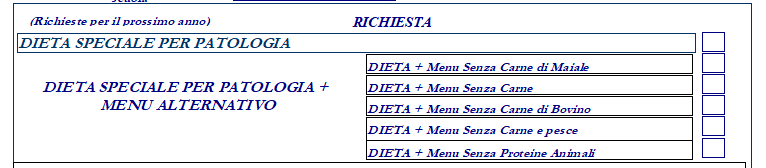 (Richieste per il prossimo anno) RICHIESTA
DIETA SPECIALE PER PATOLOGIA
DIETA SPECIALE PER PATOLOGIA +
MENU ALTERNATIVO
DIETA + Menu Senza Carne di Maiale
DIETA + Menu Senza Carne
DIETA + Menu Senza Carne di Bovino
DIETA + Menu Senza Carne e pesce
DIETA + Menu Senza Proteine Animali